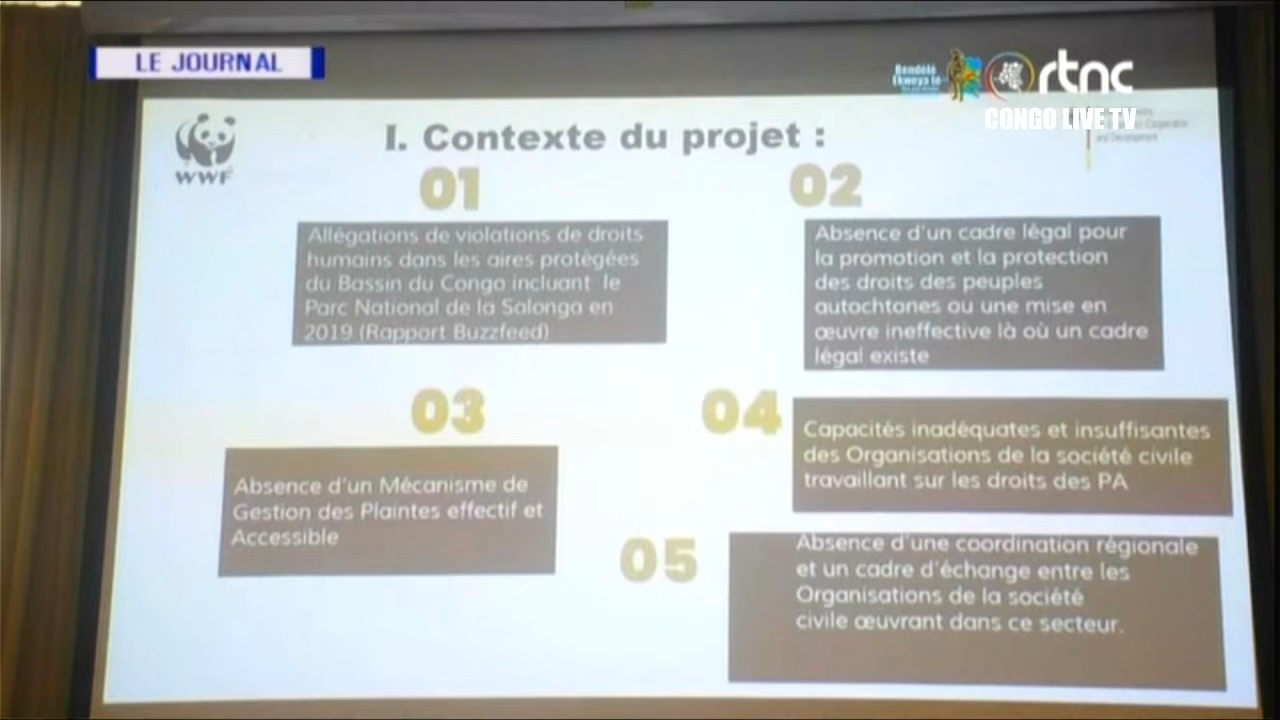 LE JOURNAL
Bendélé
Ekweya te
rtnc
CONGO LIVE TV
and Development
WWF
I. Contexte du projet :
01
Allégations de violations de droits
humains dans les aires protégées
du Bassin du Congo incluant le
Parc National de la Salonga en
2019 (Rapport Buzzfeed)
02
Absence d'un cadre légal pour
la promotion et la protection
des droits des peuples
autochtones ou une mise en
œuvre ineffective là où un cadre
légal existe
03
Absence d'un Mécanisme de
Gestion des Plaintes effectif et
Accessible
04
Capacités inadéquates et insuffisantes
des Organisations de la société civile
travaillant sur les droits des PA
05
Absence d'une coordination régionale
et un cadre d'échange entre les
Organisations de la société
civile œuvrant dans ce secteur.